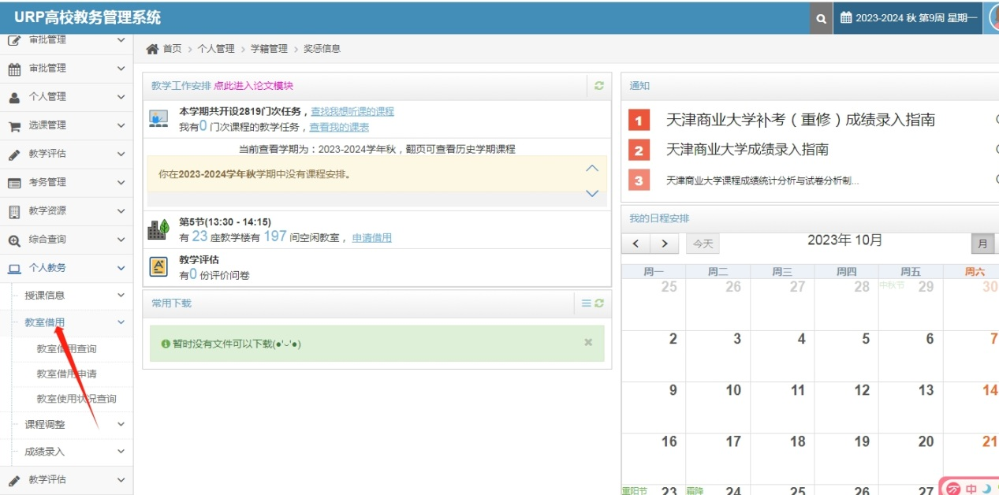 URP高校教务管理系统
2023-2024 秋 第9周 星期一
审批管理
审批管理
个人管理
选课管理
教学评估
考务管理
教学资源
综合查询
个人教务
授课信息
教室借用
教室借用查询
教室借用申请
教室使用状况查询
课程调整
成绩录入
教学评估
首页 > 个人管理 > 学籍管理 > 奖惩信息
教学工作安排 点此进入论文模块
本学期共开设2819门次任务，查找我想听课的课程
我有0 门次课程的教学任务，查看我的课表
当前查看学期为：2023-2024学年秋，翻页可查看历史学期课程
你在2023-2024学年秋学期中没有课程安排。
第5节(13:30 - 14:15)
有 23 座教学楼有 197 间空闲教室， 申请借用
教学评估
有0 份评价问卷
常用下载
暂时没有文件可以下载(●'ᴗ'●)
通知
1 天津商业大学补考（重修）成绩录入指南
2 天津商业大学成绩录入指南
3 天津商业大学课程成绩统计分析与试卷分析制...
我的日程安排
< > 今天 2023年 10月 月
周一 周二 周三 周四 周五 周六
25 26 27 28 中秋节 29 30
2 3 4 5 6 7
9 10 11 12 13 14
16 17 18 19 20 21
重阳节 23 霜降 24 25 26 27
中